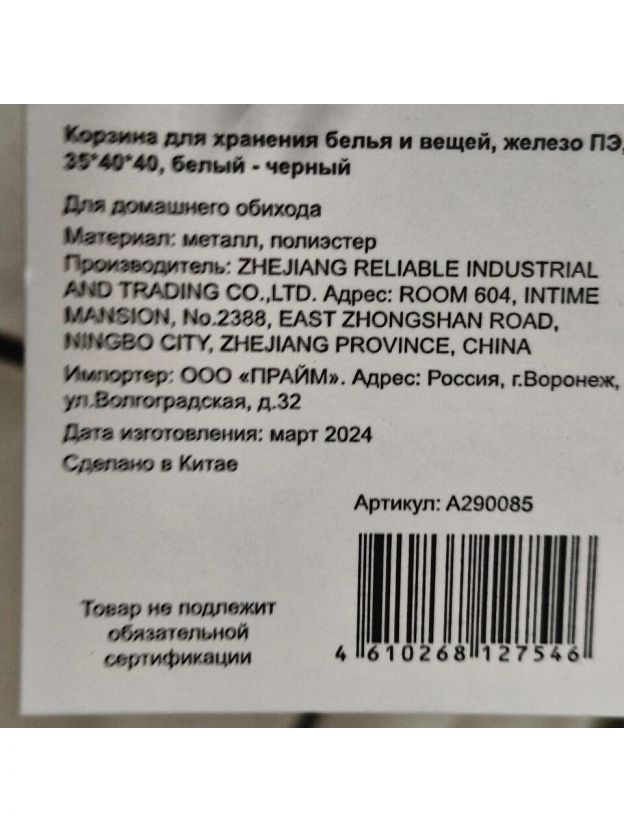 Корзина для хранения белья и вещей, железо ПЭ,
35*40*40, белый - черный
Для домашнего обихода
Материал: металл, полиэстер
Производитель: ZHEJIANG RELIABLE INDUSTRIAL
AND TRADING CO.,LTD. Адрес: ROOM 604, INTIME
MANSION, No.2388, EAST ZHONGSHAN ROAD,
NINGBO CITY, ZHEJIANG PROVINCE, CHINA
Импортер: ООО «ПРАЙМ». Адрес: Россия, г.Воронеж,
ул.Волгоградская, д.32
Дата изготовления: март 2024
Сделано в Китае
Артикул: А290085
Товар не подлежит
обязательной
сертификации
4 610268 127546